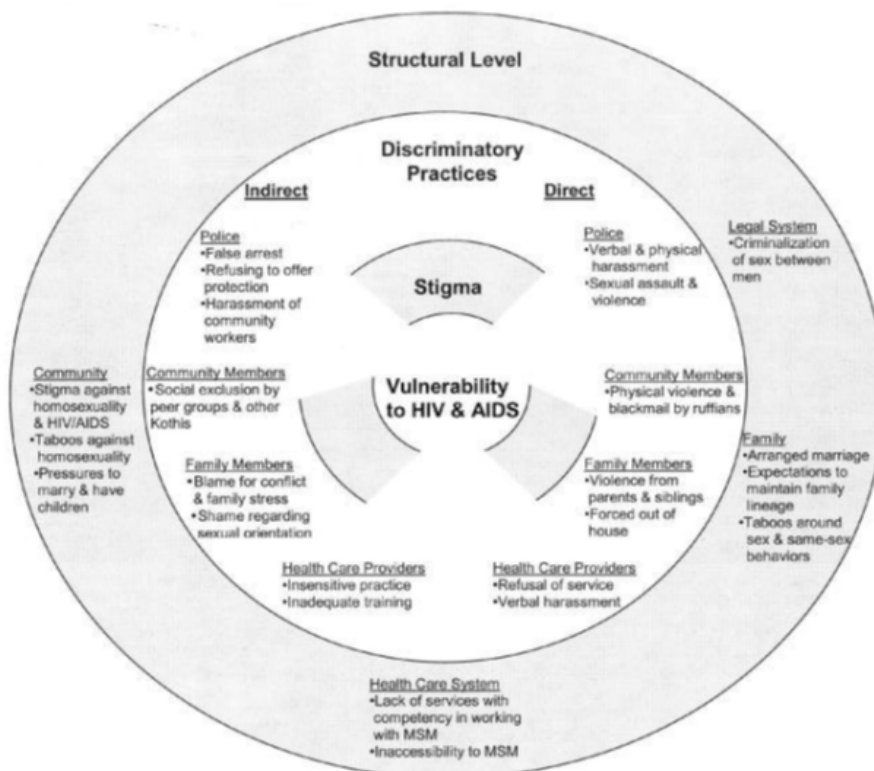 Structural Level
Discriminatory
Practices
Indirect
Direct
Police
•False arrest
•Refusing to offer
protection
•Harassment of
community
workers
Police
•Verbal & physical
harassment
•Sexual assault &
violence
Legal System
•Criminalization
of sex between
men
Stigma
Community
•Stigma against
homosexuality
& HIV/AIDS
•Taboos against
homosexuality
•Pressures to
marry & have
children
Community Members
•Social exclusion by
peer groups & other
Kothis
Vulnerability
to HIV & AIDS
Community Members
•Physical violence &
blackmail by ruffians
Family
•Arranged marriage
•Expectations to
maintain family
lineage
•Taboos around
sex & same-sex
behaviors
Family Members
•Blame for conflict
& family stress
•Shame regarding
sexual orientation
Family Members
•Violence from
parents & siblings
•Forced out of
house
Health Care Providers
•Insensitive practice
•Inadequate training
Health Care Providers
•Refusal of service
•Verbal harassment
Health Care System
•Lack of services with
competency in working
with MSM
•Inaccessibility to MSM